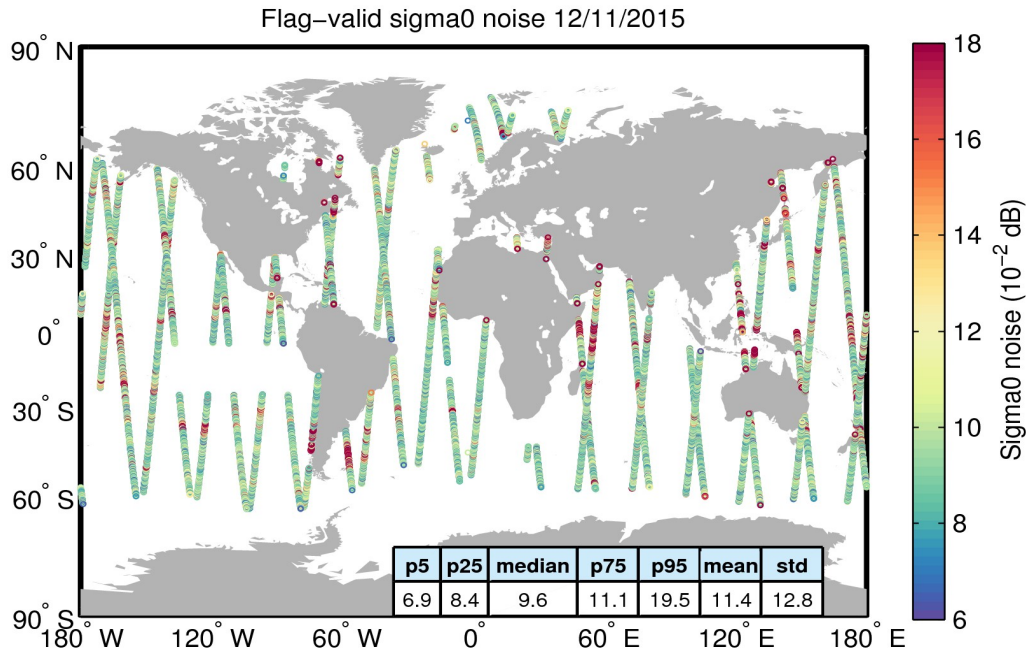 Flag−valid sigma0 noise 12/11/2015
90° N
60° N
30° N
0°
30° S
60° S
90° S
180° W
120° W
60° W
0°
60° E
120° E
180° E
p5 p25 median p75 p95 mean std
6.9 8.4 9.6 11.1 19.5 11.4 12.8
18
16
14
12
10
8
6
Sigma0 noise (10⁻² dB)